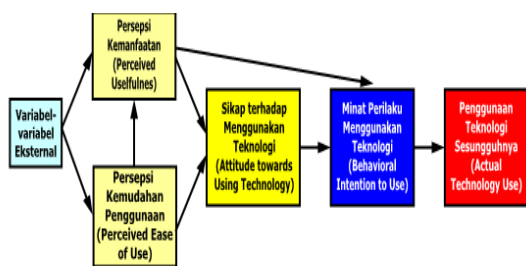 Persepsi
Kemanfaatan
(Perceived
Uselfulnes)
Variabel-
variabel
Eksternal
Persepsi
Kemudahan
Penggunaan
(Perceived Ease
of Use)
Sikap terhadap
Menggunakan
Teknologi
(Attitude towards
Using Technology)
Minat Perilaku
Menggunakan
Teknologi
(Behavioral
Intention to Use)
Penggunaan
Teknologi
Sesungguhnya
(Actual
Technology Use)